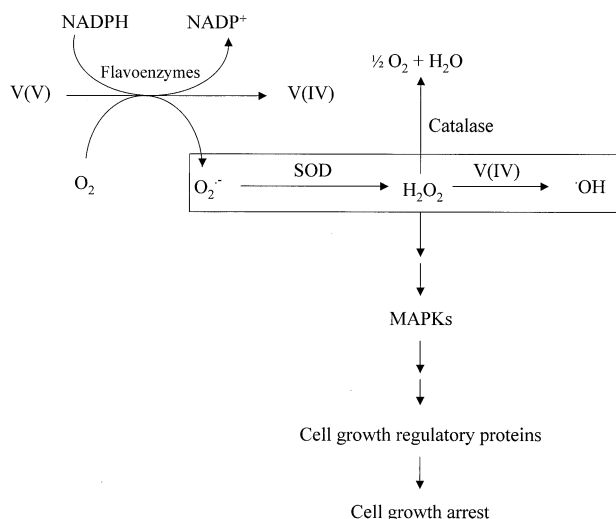 NADPH NADP⁺
Flavoenzymes
½ O₂ + H₂O
V(V) V(IV)
Catalase
SOD V(IV)
O₂ O₂·⁻ H₂O₂ ·OH
MAPKs
Cell growth regulatory proteins
Cell growth arrest